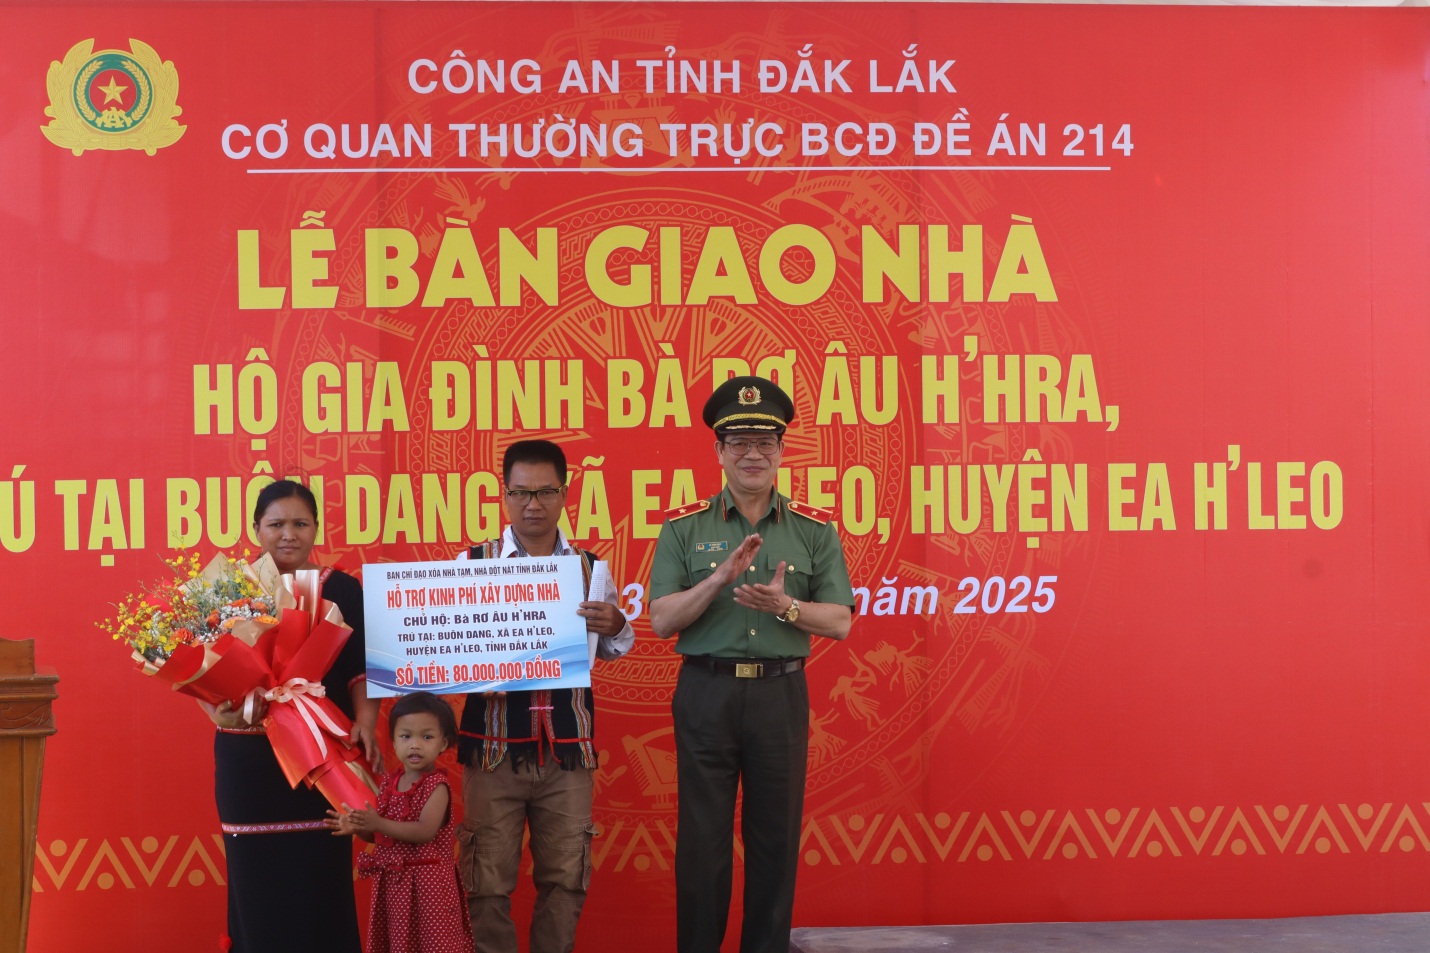 CÔNG AN TỈNH ĐẮK LẮK
CƠ QUAN THƯỜNG TRỰC BCĐ ĐỀ ÁN 214
LỄ BÀN GIAO NHÀ
HỘ GIA ĐÌNH BÀ RƠ ÂU H'HRA,
Ú TẠI BUÔN DANG, XÃ EA LEO, HUYỆN EA H'LEO
3 năm 2025
BAN CHỈ ĐẠO XÓA NHÀ TẠM, NHÀ DỘT NÁT TỈNH ĐẮK LẮK
HỖ TRỢ KINH PHÍ XÂY DỰNG NHÀ
CHỦ HỘ: Bà RƠ ÂU H'HRA
TRÚ TẠI: BUÔN DANG, XÃ EA H'LEO,
HUYỆN EA H'LEO, TỈNH ĐẮK LẮK
SỐ TIỀN: 80.000.000 ĐỒNG